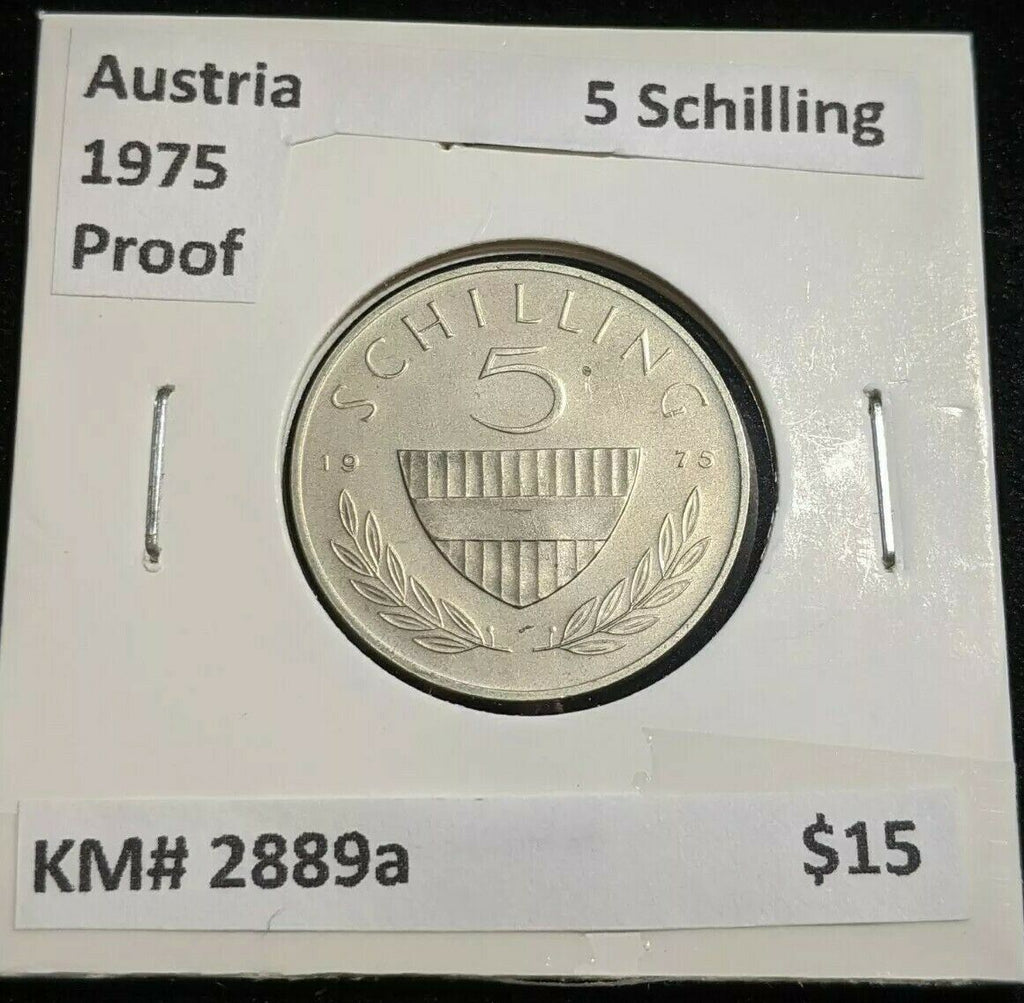 Austria
5 Schilling
1975
Proof
SCHILLING
5
19 75
KM# 2889a
$15